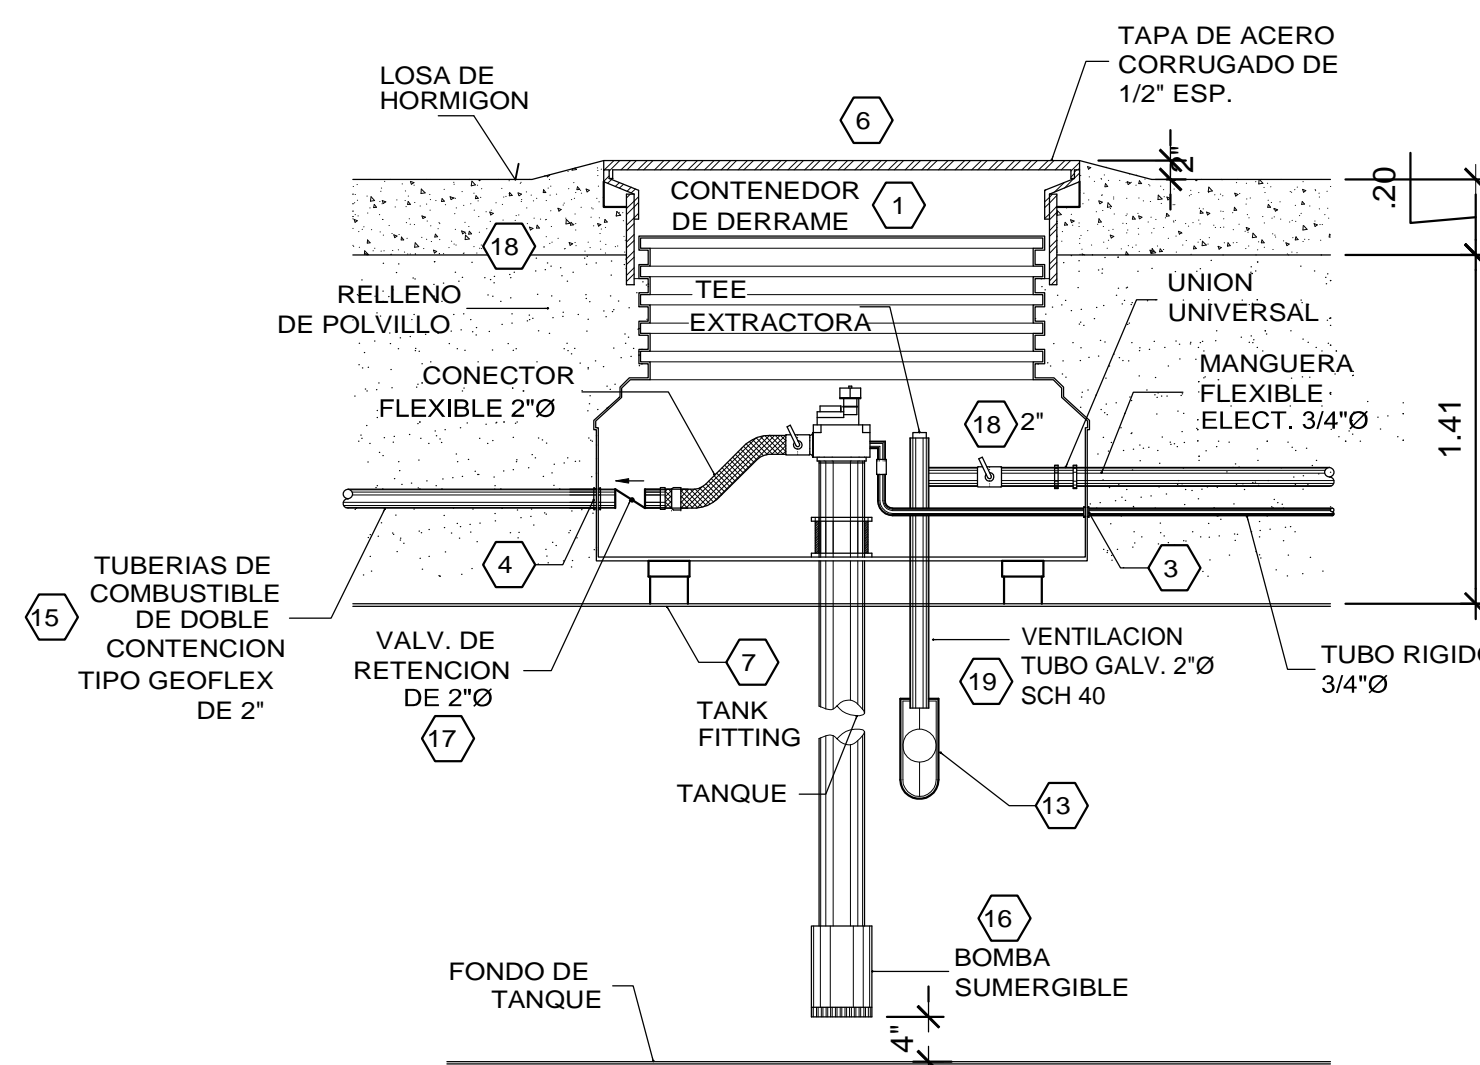 TAPA DE ACERO
CORRUGADO DE
1/2" ESP.
LOSA DE
HORMIGON
6
2"
.20
CONTENEDOR
DE DERRAME
1
18
RELLENO
DE POLVILLO
TEE
EXTRACTORA
UNION
UNIVERSAL
CONECTOR
FLEXIBLE 2"Ø
MANGUERA
FLEXIBLE
ELECT. 3/4"Ø
18 2"
1.41
4
3
15
TUBERIAS DE
COMBUSTIBLE
DE DOBLE
CONTENCION
TIPO GEOFLEX
DE 2"
VALV. DE
RETENCION
DE 2"Ø
17
7
TANK
FITTING
19
VENTILACION
TUBO GALV. 2"Ø
SCH 40
TUBO RIGIDO
3/4"Ø
TANQUE
13
16
BOMBA
SUMERGIBLE
FONDO DE
TANQUE
4"